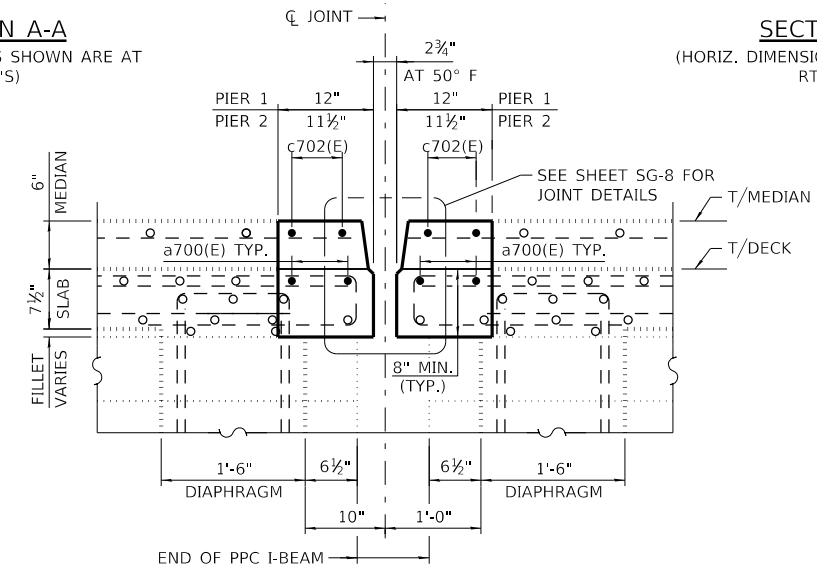 N A-A
S SHOWN ARE AT
'S)
℄ JOINT
SECT
(HORIZ. DIMENSIO
RT
2¾"
AT 50° F
PIER 1
12"
12"
PIER 1
PIER 2
11½"
11½"
PIER 2
c702(E)
c702(E)
SEE SHEET SG-8 FOR
JOINT DETAILS
6"
MEDIAN
T/MEDIAN
a700(E) TYP.
a700(E) TYP.
T/DECK
7½"
SLAB
FILLET
VARIES
8" MIN.
(TYP.)
1'-6"
6½"
6½"
1'-6"
DIAPHRAGM
DIAPHRAGM
10"
1'-0"
END OF PPC I-BEAM